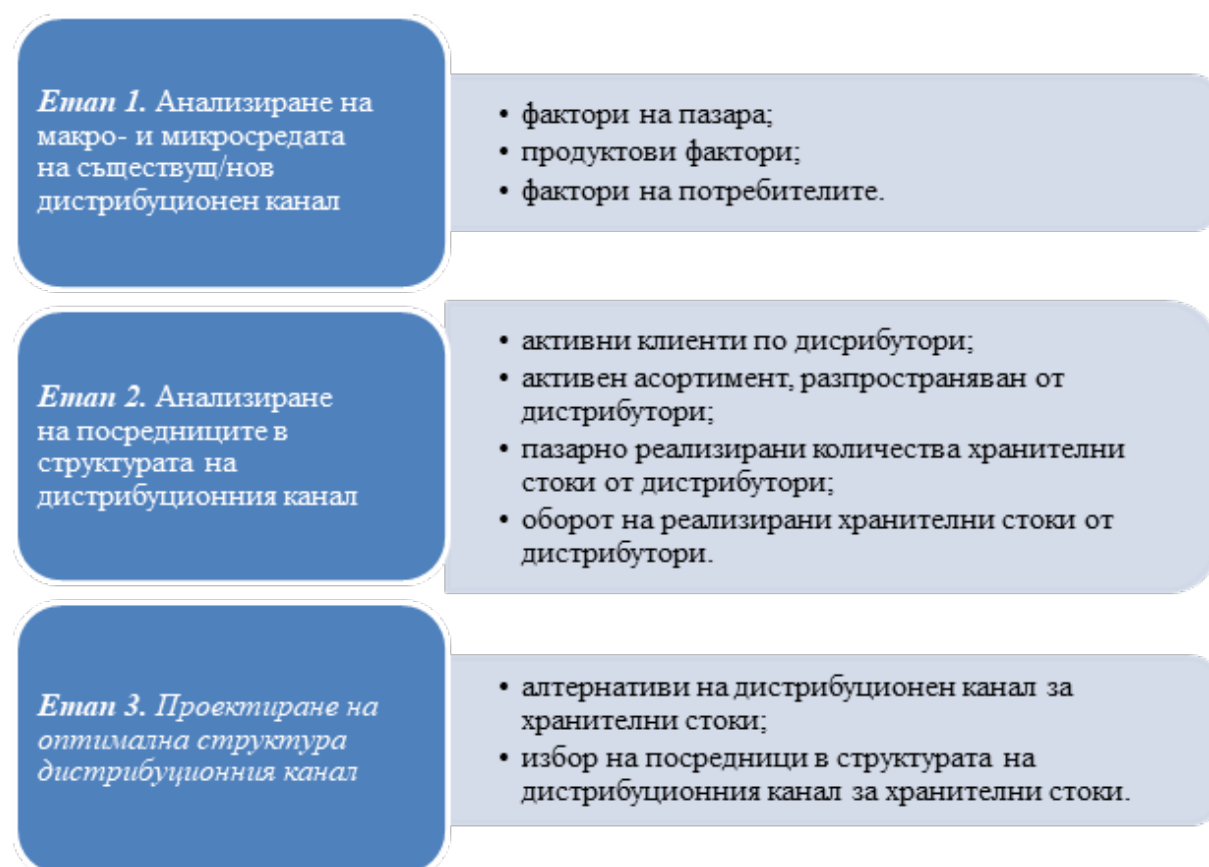 Етап 1. Анализиране на
макро- и микросредата
на съществущ/нов
дистрибуционен канал
• фактори на пазара;
• продуктови фактори;
• фактори на потребителите.
Етап 2. Анализиране
на посредниците в
структурата на
дистрибуционния канал
• активни клиенти по дисрибутори;
• активен асортимент, разпространяван от
дистрибутори;
• пазарно реализирани количества хранителни
стоки от дистрибутори;
• оборот на реализирани хранителни стоки от
дистрибутори.
Етап 3. Проектиране на
оптимална структура
дистрибуционния канал
• алтернативи на дистрибуционен канал за
хранителни стоки;
• избор на посредници в структурата на
дистрибуционния канал за хранителни стоки.